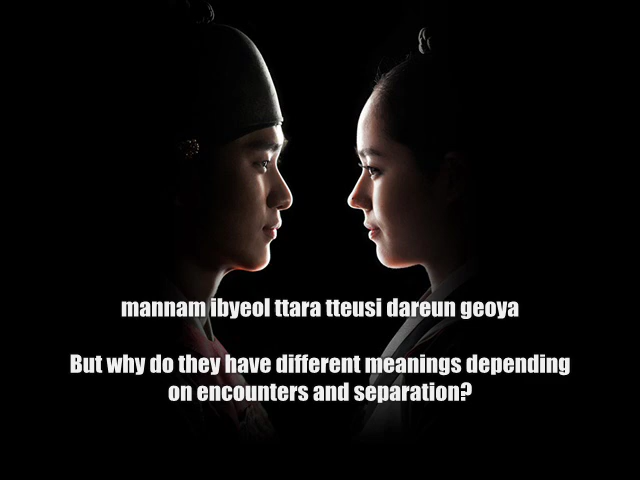 mannam ibyeol ttara tteusi dareun geoya
But why do they have different meanings depending
on encounters and separation?